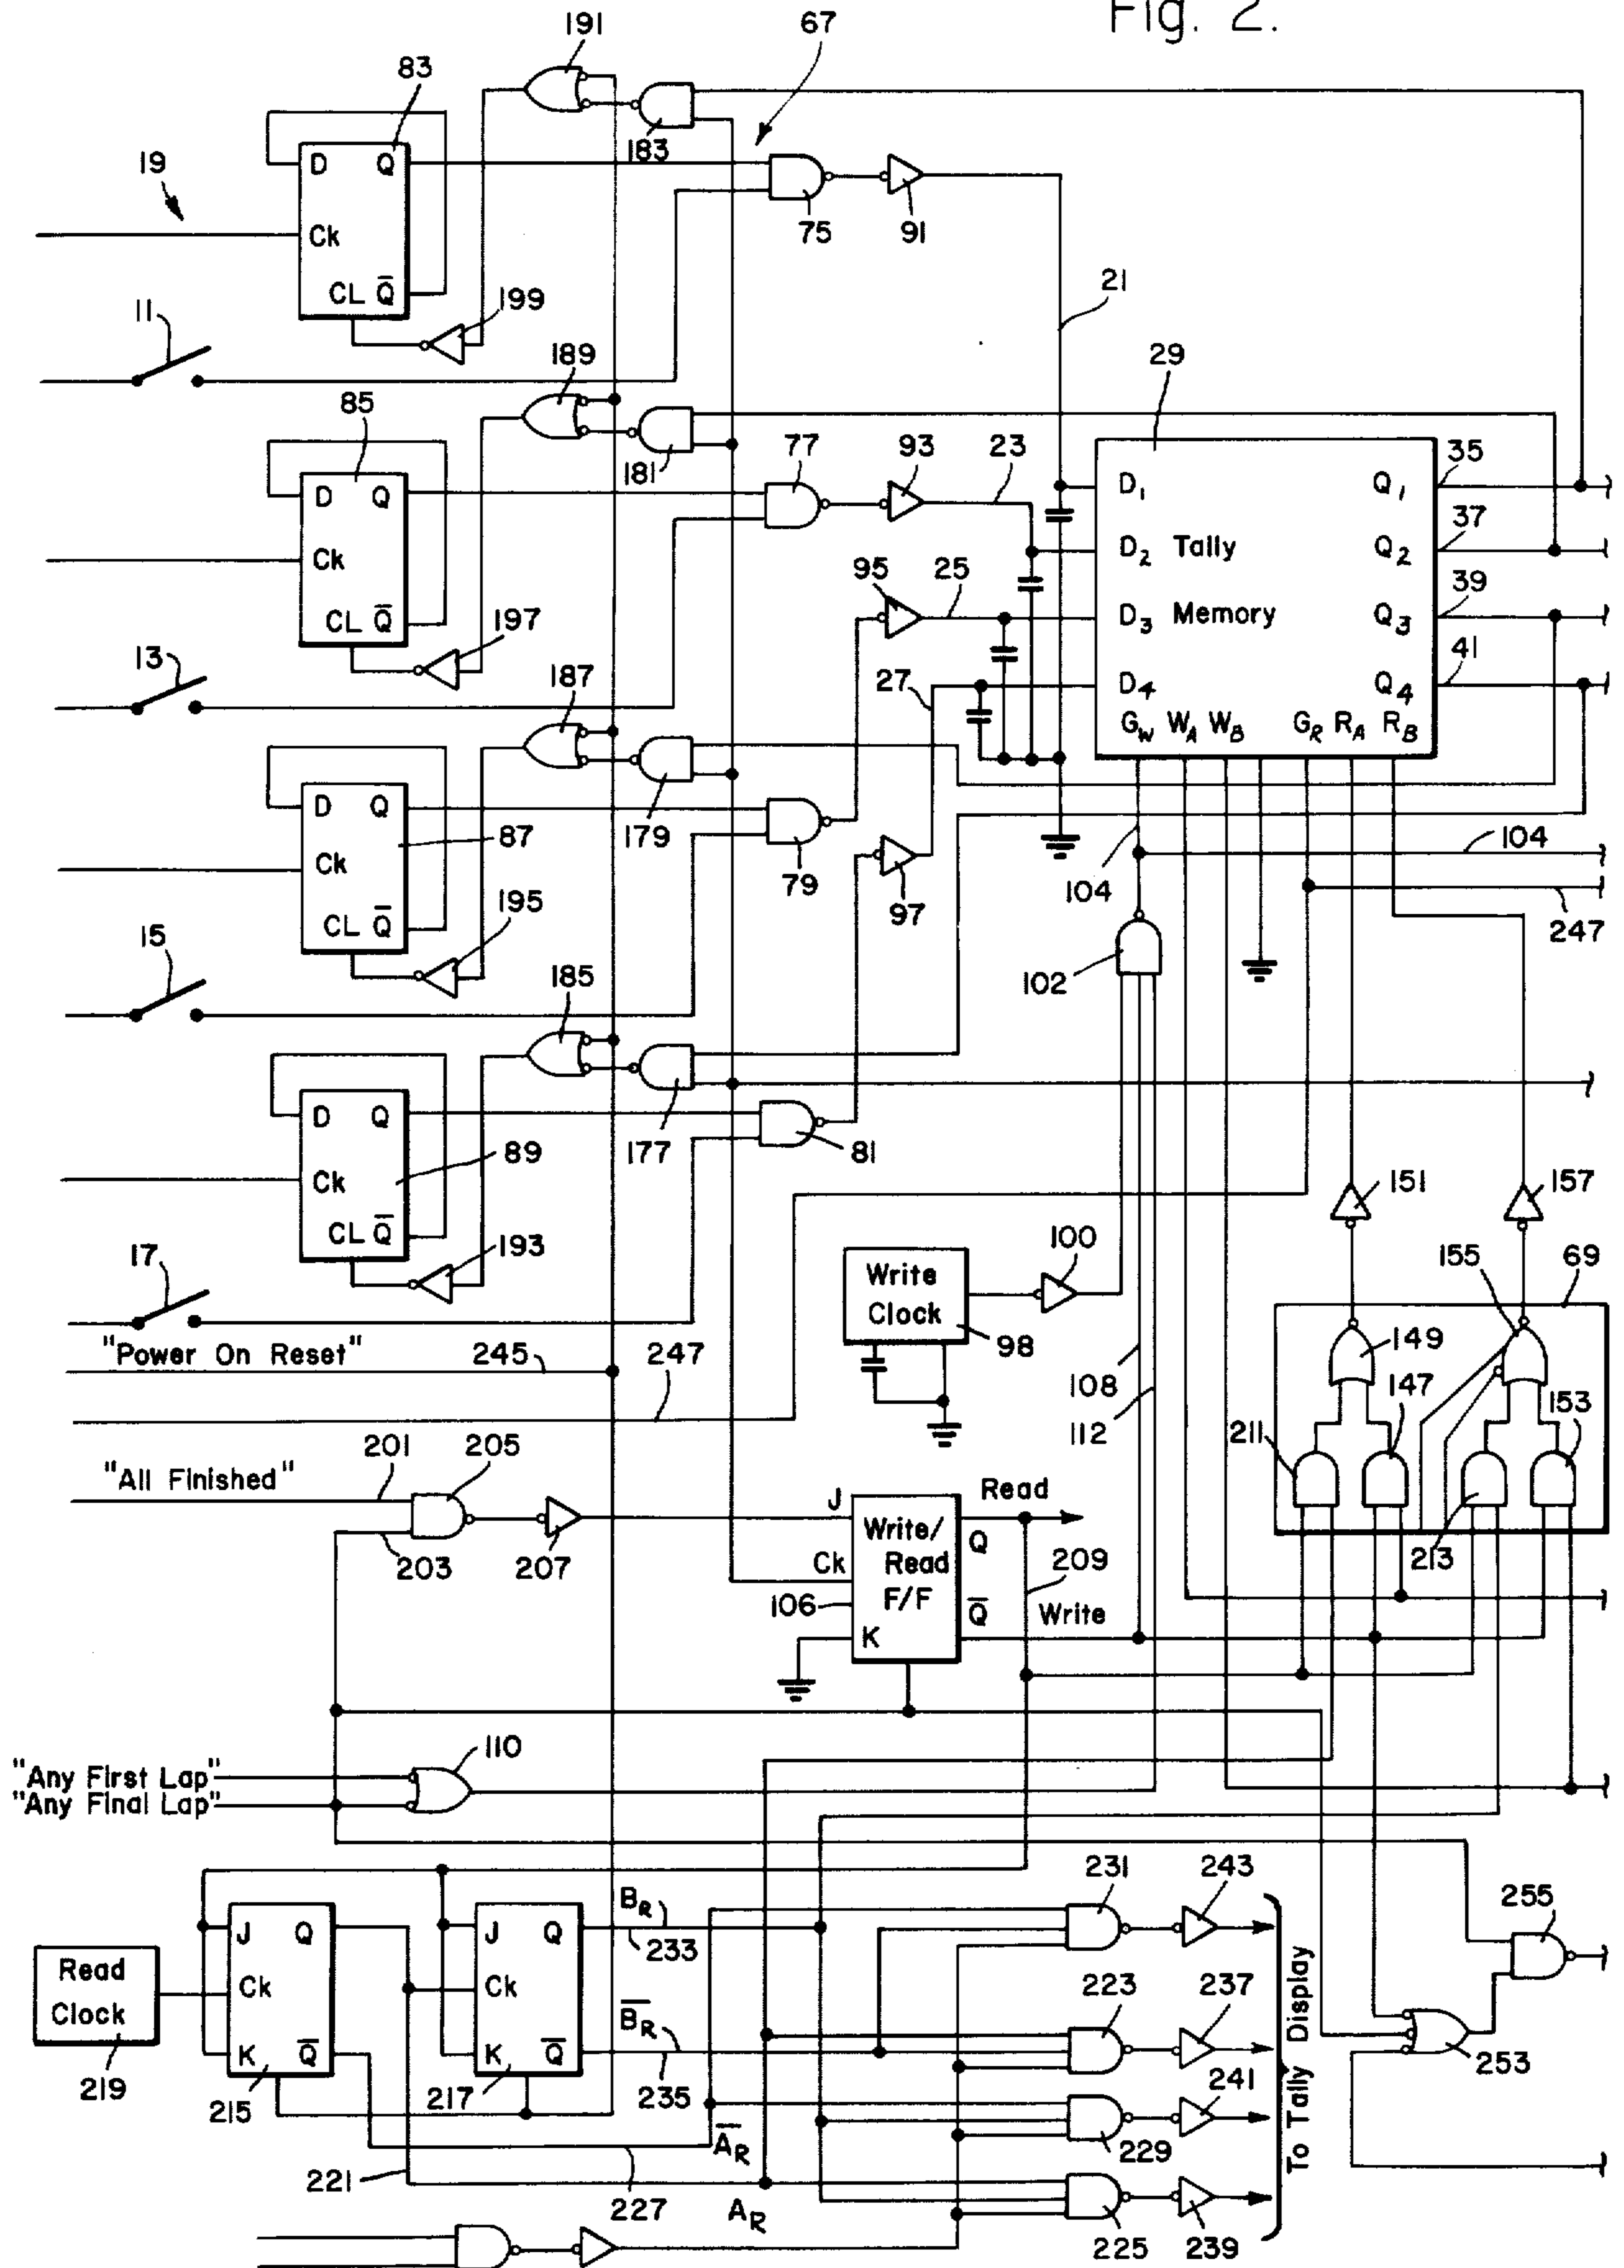 Fig. 2.
191
67
83
D Q
183
19
Ck
75
91
CL Q̅
21
11
199
189
29
85
77
93
23
D Q
181
D1 Q1 35
Ck
D2 Tally Q2 37
95
25
D3 Memory Q3 39
CL Q̅
197
13
187
27
D4 Q4 41
GW WA WB GR RA RB
D Q
87
179
Ck
79
97
104
104
195
CL Q̅
247
15
185
102
D Q
177
81
89
Ck
151
157
CL Q̅
193
17
100
155
69
Write Clock
98
"Power On Reset"
245
247
149
108
147
153
112
211
201
205
"All Finished"
Read
J
Write/ Read F/F
Q
203
207
Ck
209
213
106
Q̅ Write
K
110
"Any First Lap"
"Any Final Lap"
231
243
255
BR
J Q
J Q
233
Read Clock
Ck
Ck
223
237
B̅R
K Q̅
K Q̅
235
253
219
215
217
241
A̅R
229
221
227
AR
225
239
To Tally Display